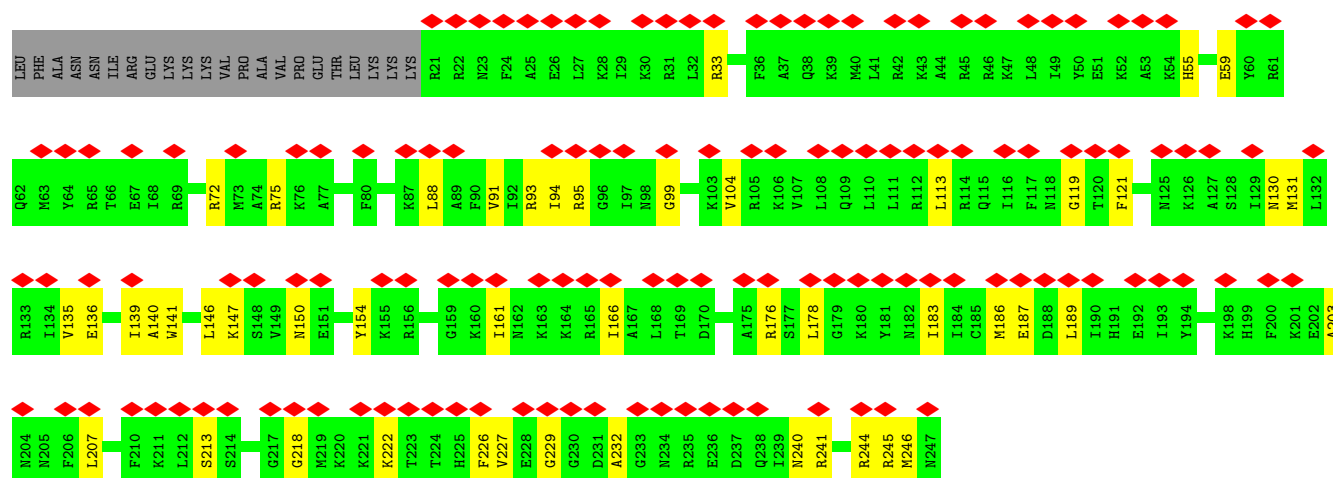 LEU PHE ALA ASN ASN ILE ARG GLU LYS LYS LYS VAL PRO ALA VAL PRO GLU THR LEU LYS LYS LYS R21 R22 N23 F24 A25 E26 L27 K28 I29 K30 R31 L32 R33 F36 A37 Q38 K39 M40 L41 R42 K43 A44 R45 R46 K47 L48 I49 Y50 E51 K52 A53 K54 H55 E59 Y60 R61
Q62 M63 Y64 R65 T66 E67 I68 R69 R72 M73 A74 R75 K76 A77 F80 K87 L88 A89 F90 V91 I92 R93 I94 R95 G96 I97 N98 G99 K103 V104 R105 K106 V107 L108 Q109 L110 L111 R112 L113 R114 Q115 I116 F117 N118 G119 T120 F121 N125 K126 A127 S128 I129 N130 M131 L132
R133 I134 V135 E136 I139 A140 W141 L146 K147 S148 V149 N150 E151 Y154 K155 R156 G159 K160 I161 N162 K163 K164 R165 I166 A167 L168 T169 D170 A175 R176 S177 L178 G179 K180 Y181 N182 I183 I184 C185 M186 E187 D188 L189 I190 H191 E192 I193 Y194 K198 H199 F200 K201 E202 A203
N204 N205 F206 L207 F210 K211 L212 S213 S214 G217 G218 M219 K220 K221 K222 T223 T224 H225 F226 V227 E228 G229 G230 D231 A232 G233 N234 R235 E236 D237 Q238 I239 N240 R241 R244 R245 M246 N247